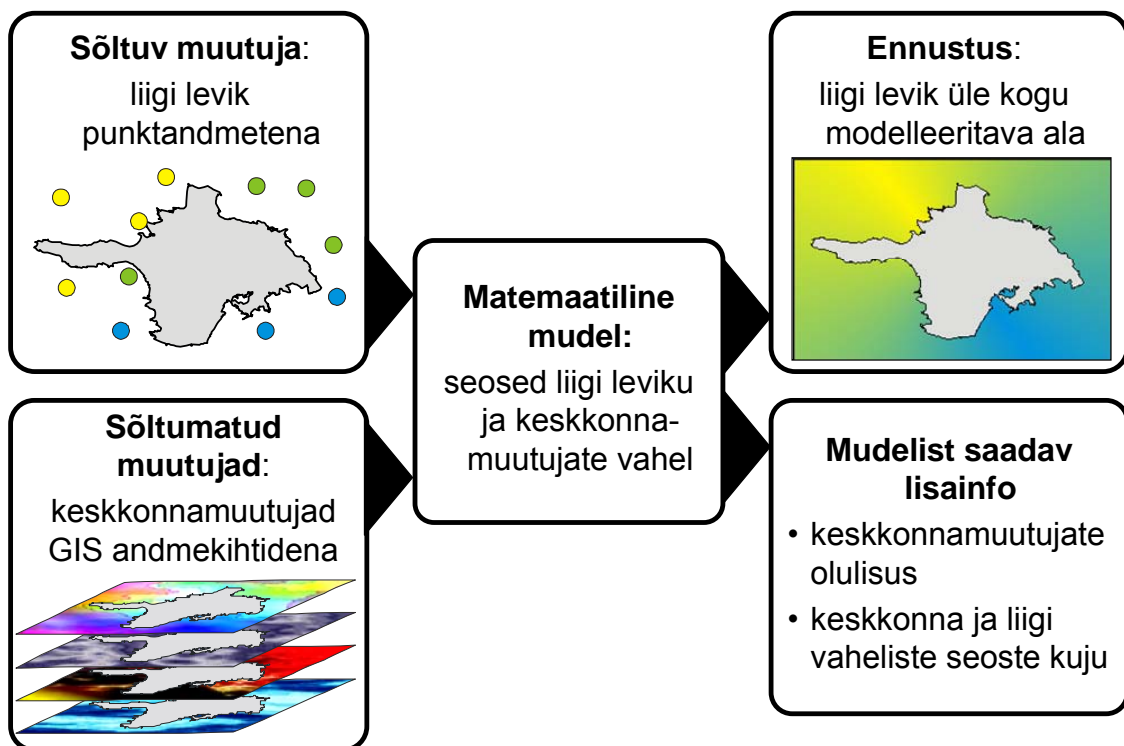 Sõltuv muutuja:
liigi levik
punktandmetena
Sõltumatud
muutujad:
keskkonnamuutujad
GIS andmekihtidena
Matemaatiline
mudel:
seosed liigi leviku
ja keskkonna-
muutujate vahel
Ennustus:
liigi levik üle kogu
modelleeritava ala
Mudelist saadav
lisainfo
• keskkonnamuutujate
olulisus
• keskkonna ja liigi
vaheliste seoste kuju